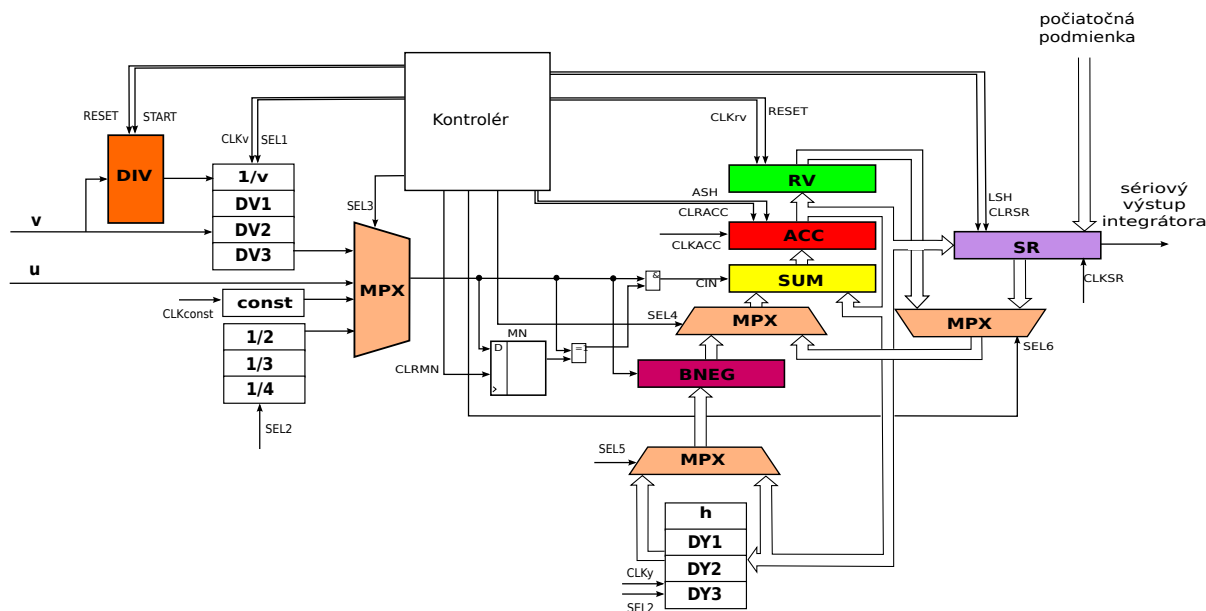 počiatočná
podmienka
Kontrolér
RESET
START
CLKv
SEL1
CLKrv
RESET
DIV
1/v
DV1
DV2
DV3
v
u
SEL3
MPX
const
CLKconst
1/2
1/3
1/4
SEL2
RV
ASH
CLRACC
CLKACC
ACC
LSH
CLRSR
SR
sériový
výstup
integrátora
CLKSR
&
CIN
SUM
SEL4
MPX
MPX
SEL6
MN
D
=1
CLRMN
BNEG
SEL5
MPX
h
DY1
DY2
DY3
CLKy
SEL2